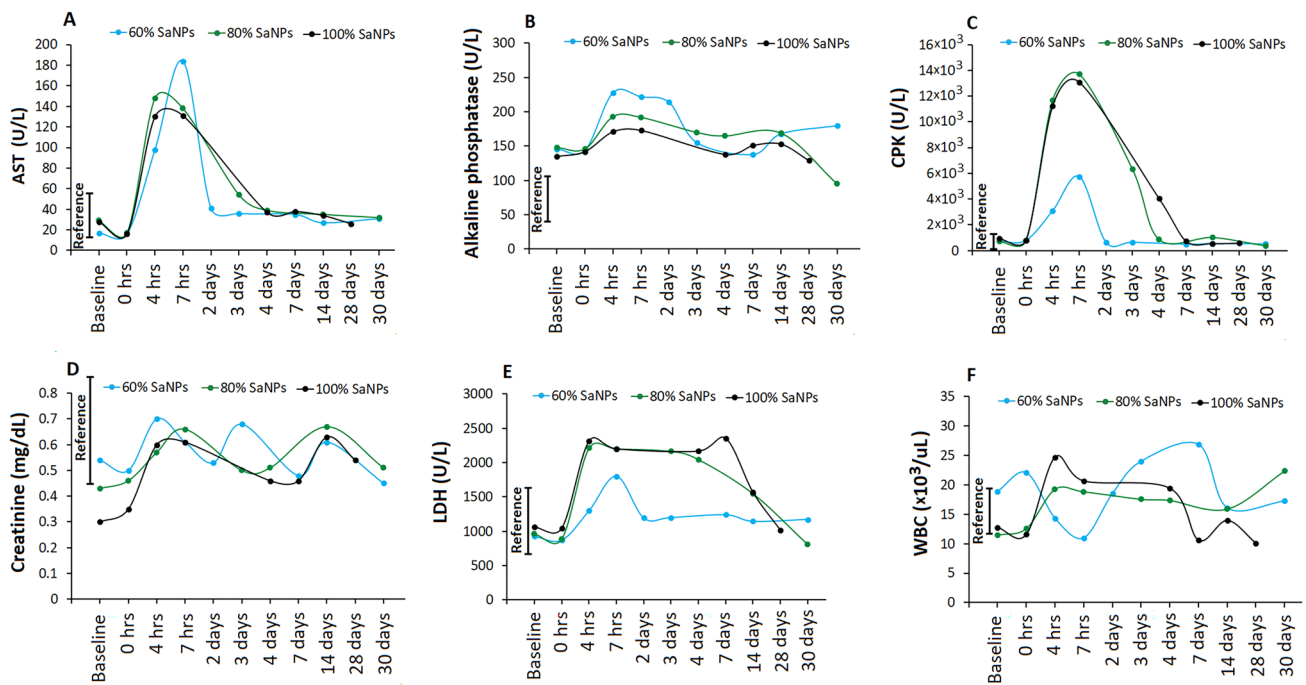 A
60% SaNPs 80% SaNPs 100% SaNPs
AST (U/L)
200
180
160
140
120
100
80
60
40
20
0
Reference
Baseline
0 hrs
4 hrs
7 hrs
2 days
3 days
4 days
7 days
14 days
28 days
30 days
B
60% SaNPs 80% SaNPs 100% SaNPs
Alkaline phosphatase (U/L)
300
250
200
150
100
50
0
Reference
Baseline
0 hrs
4 hrs
7 hrs
2 days
3 days
4 days
7 days
14 days
28 days
30 days
C
60% SaNPs 80% SaNPs 100% SaNPs
CPK (U/L)
16×10³
14×10³
12×10³
10×10³
8×10³
6×10³
4×10³
2×10³
0
Reference
Baseline
0 hrs
4 hrs
7 hrs
2 days
3 days
4 days
7 days
14 days
28 days
30 days
D
60% SaNPs 80% SaNPs 100% SaNPs
Creatinine (mg/dL)
0.8
0.7
0.6
0.5
0.4
0.3
0.2
0.1
0
Reference
Baseline
0 hrs
4 hrs
7 hrs
2 days
3 days
4 days
7 days
14 days
28 days
30 days
E
60% SaNPs 80% SaNPs 100% SaNPs
LDH (U/L)
3000
2500
2000
1500
1000
500
0
Reference
Baseline
0 hrs
4 hrs
7 hrs
2 days
3 days
4 days
7 days
14 days
28 days
30 days
F
60% SaNPs 80% SaNPs 100% SaNPs
WBC (×10³/uL)
35
30
25
20
15
10
5
0
Reference
Baseline
0 hrs
4 hrs
7 hrs
2 days
3 days
4 days
7 days
14 days
28 days
30 days